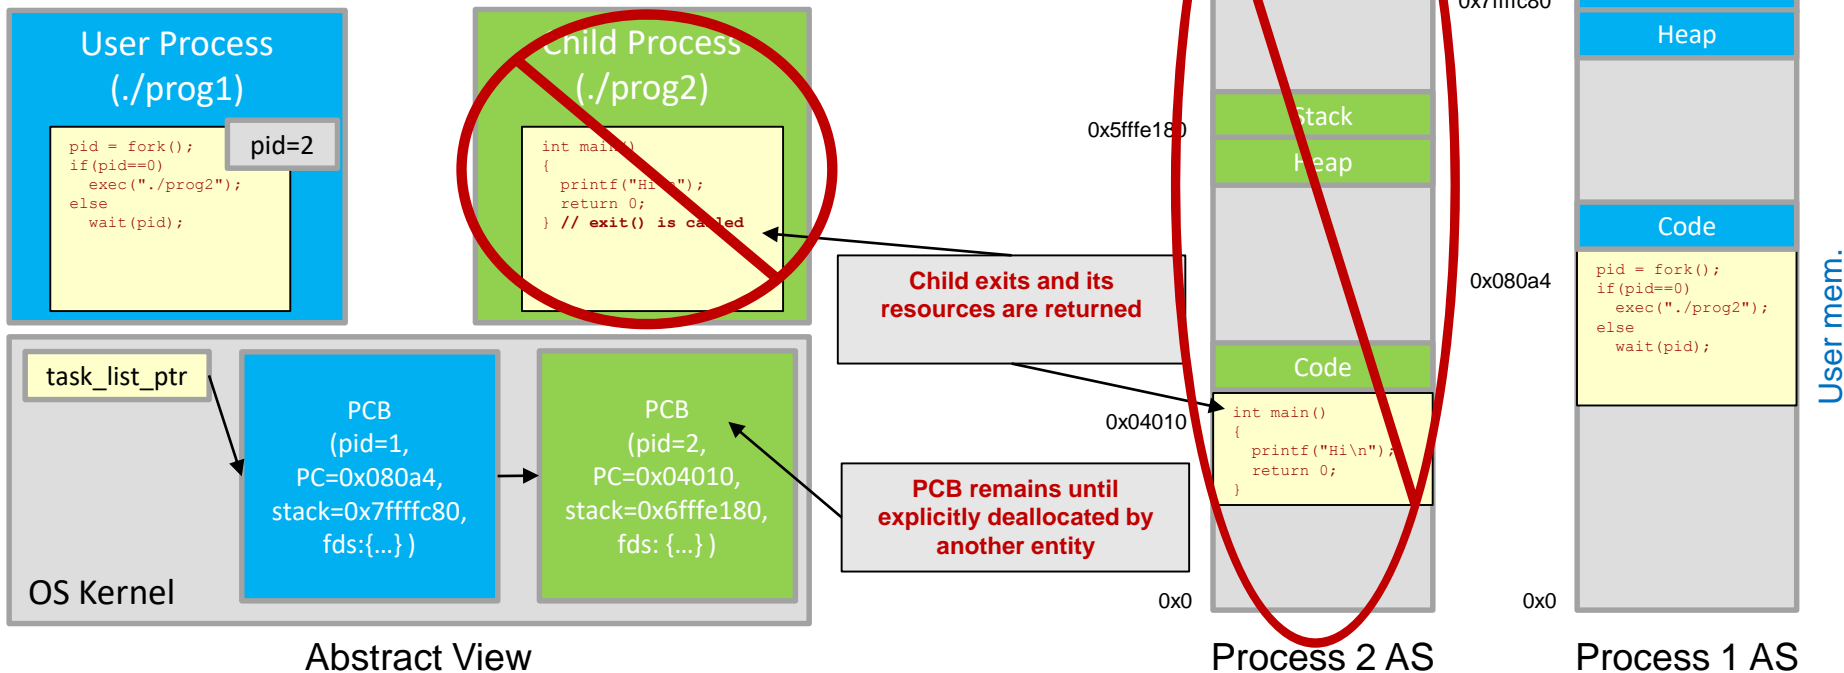 User Process
(./prog1)
pid = fork();
if(pid==0)
  exec("./prog2");
else
  wait(pid);
pid=2
Child Process
(./prog2)
int main()
{
  printf("Hi\n");
  return 0;
} // exit() is called
task_list_ptr
PCB
(pid=1,
PC=0x080a4,
stack=0x7ffffc80,
fds:{…} )
PCB
(pid=2,
PC=0x04010,
stack=0x6fffe180,
fds: {…} )
OS Kernel
Abstract View
Child exits and its
resources are returned
PCB remains until
explicitly deallocated by
another entity
0x5fffe180
Stack
Heap
Code
0x04010
int main()
{
  printf("Hi\n");
  return 0;
}
0x0
Process 2 AS
0x7ffffc80
Heap
Code
0x080a4
pid = fork();
if(pid==0)
  exec("./prog2");
else
  wait(pid);
0x0
Process 1 AS
User mem.